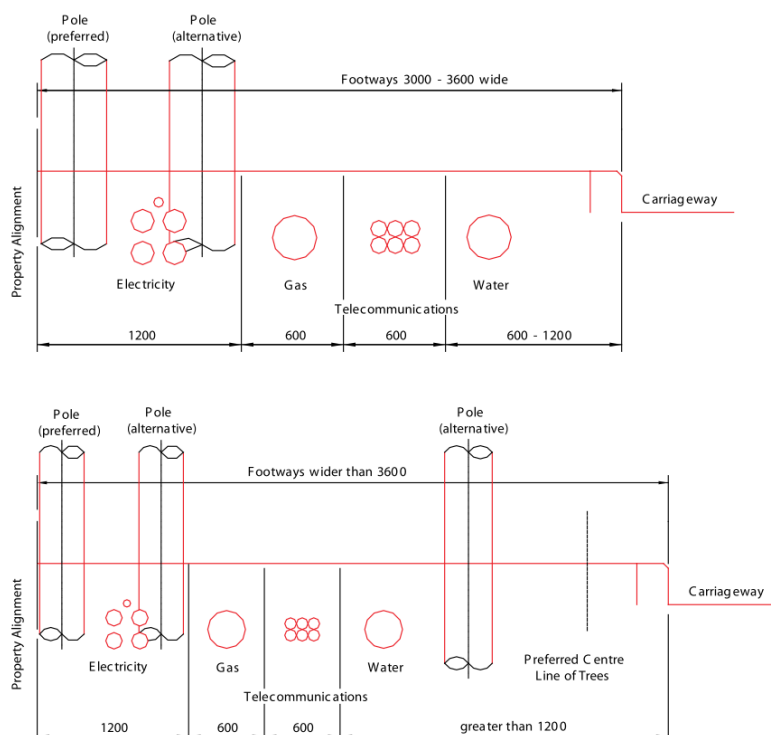 Pole
(preferred)
Pole
(alternative)
Footways 3000 - 3600 wide
Carriageway
Property Alignment
Electricity
Gas
Water
Telecommunications
1200
600
600
600 - 1200
Pole
(preferred)
Pole
(alternative)
Pole
(alternative)
Footways wider than 3600
Carriageway
Property Alignment
Electricity
Gas
Water
Preferred Centre
Line of Trees
Telecommunications
1200
600
600
greater than 1200